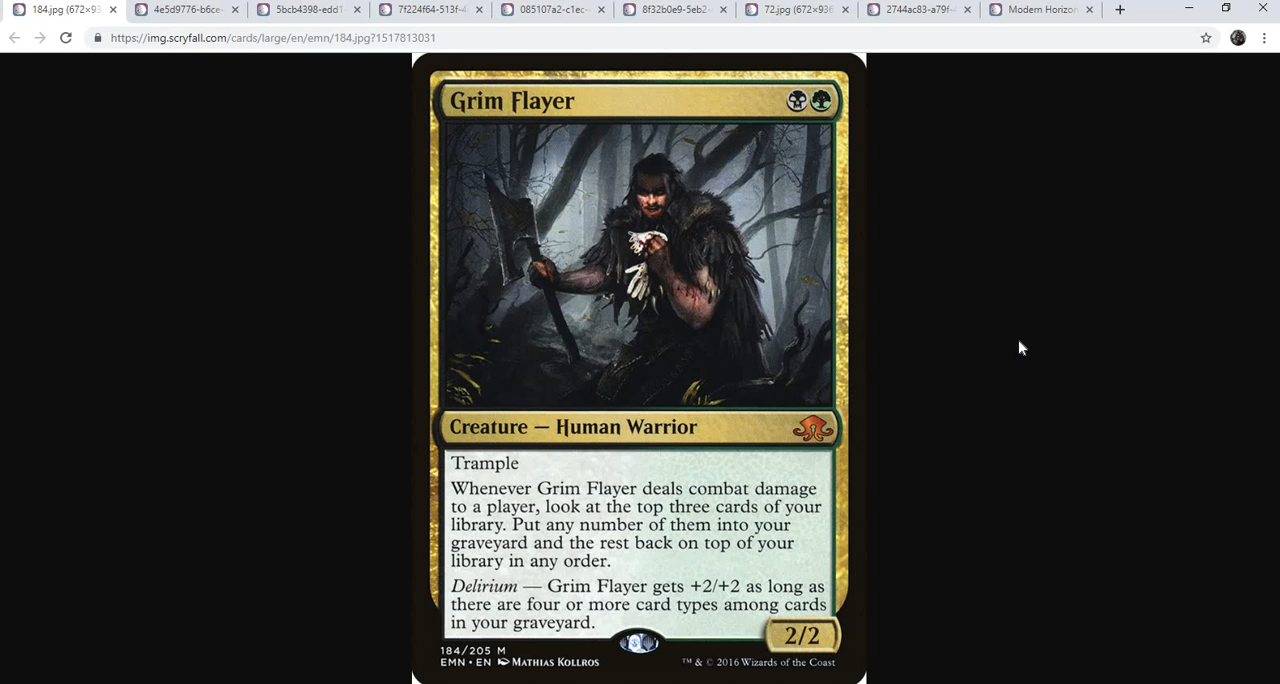 184.jpg (672×93
4e5d9776-b6ce-
5bcb4398-edd1-
7f224f64-513f-4
085107a2-c1ec-
8f32b0e9-5eb2-
72.jpg (672×936
2744ac83-a79f-4
Modern Horizon
https://img.scryfall.com/cards/large/en/emn/184.jpg?1517813031
Grim Flayer
Creature — Human Warrior
Trample
Whenever Grim Flayer deals combat damage
to a player, look at the top three cards of your
library. Put any number of them into your
graveyard and the rest back on top of your
library in any order.
Delirium — Grim Flayer gets +2/+2 as long as
there are four or more card types among cards
in your graveyard.
2/2
184/205 M
EMN • EN Mathias Kollros
™ & © 2016 Wizards of the Coast